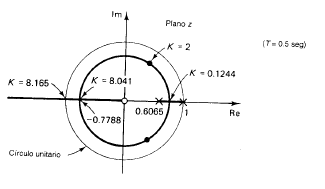 Im
Plano z
K = 2
(T = 0.5 seg)
K = 8.165
K = 8.041
K = 0.1244
0.6065
1
Re
−0.7788
Círculo unitario